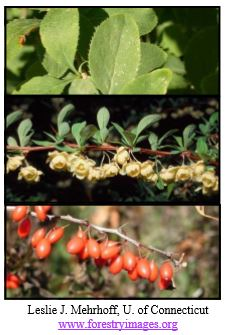 Leslie J. Mehrhoff, U. of Connecticut
www.forestryimages.org